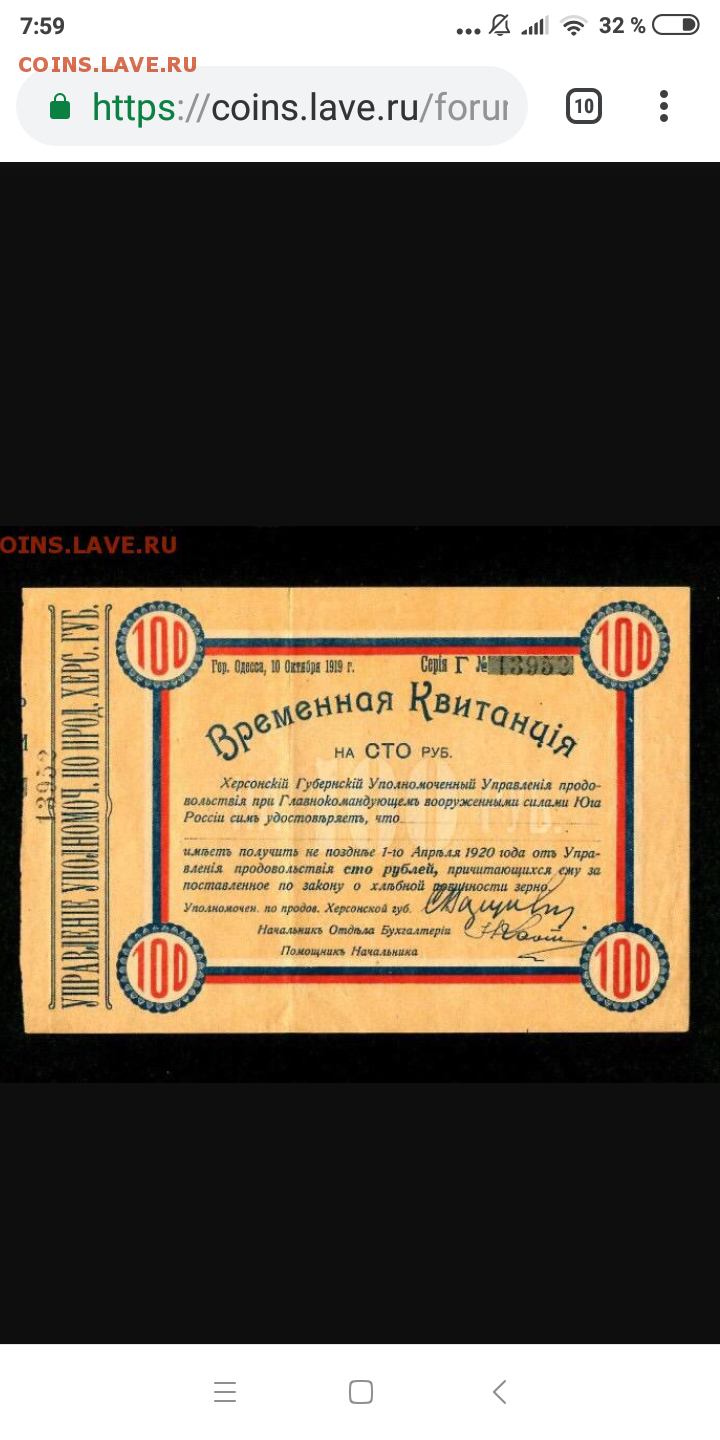 7:59
32 %
COINS.LAVE.RU
https://coins.lave.ru/forur
10
OINS.LAVE.RU
100
100
УПРАВЛЕНІЕ УПОЛНОМОЧ. ПО ПРОД. ХЕРС. ГУБ.
13952
Гор. Одесса, 10 Октября 1919 г.
Серія Г № 13952
Временная Квитанція
НА СТО РУБ.
Херсонскій Губернскій Уполномоченный Управленія продо-
вольствія при Главнокомандующемъ вооруженными силами Юга
Россіи симъ удостовѣряетъ, что
имѣетъ получить не позднѣе 1-го Апрѣля 1920 года отъ Упра-
вленія продовольствія сто рублей, причитающихся ему за
поставленное по закону о хлѣбной повинности зерно.
Уполномочен. по продов. Херсонской губ.
Начальникъ Отдѣла Бухгалтеріи
Помощникъ Начальника
100
100